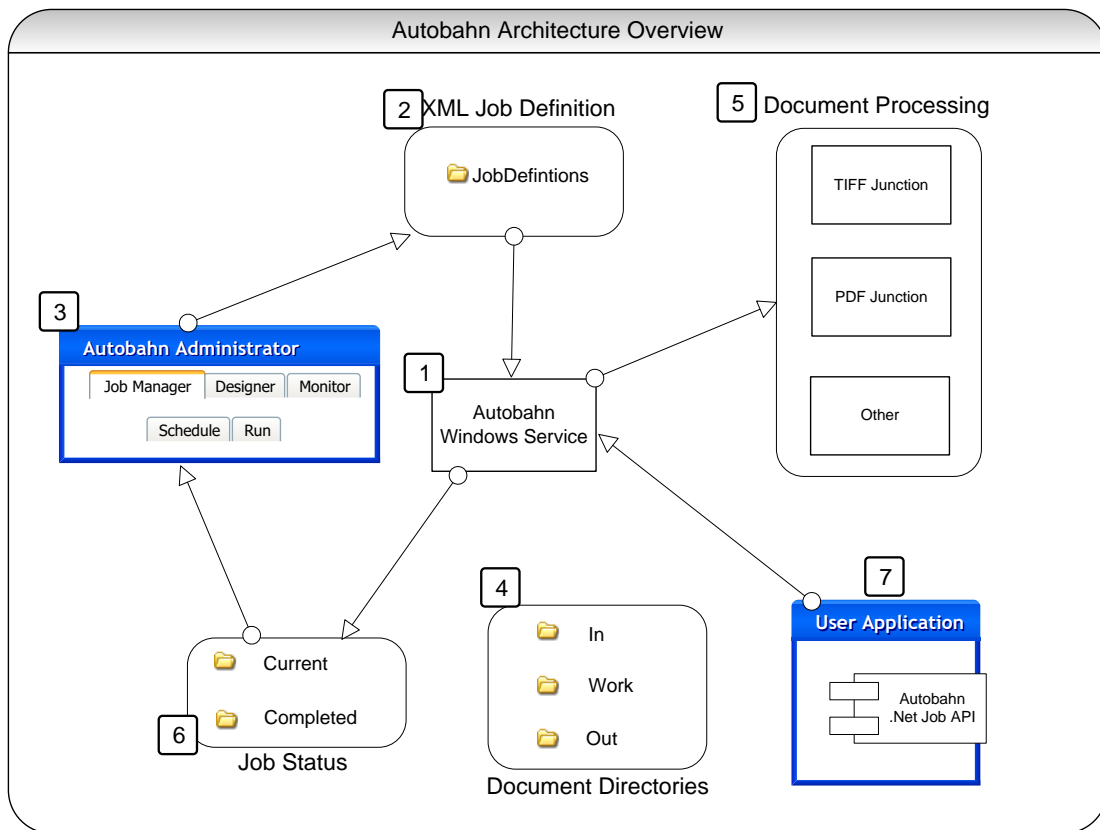 Autobahn Architecture Overview
2
XML Job Definition
JobDefintions
5
Document Processing
TIFF Junction
PDF Junction
Other
3
Autobahn Administrator
Job Manager
Designer
Monitor
Schedule
Run
1
Autobahn
Windows Service
4
In
Work
Out
Document Directories
7
User Application
Autobahn
.Net Job API
Current
Completed
6
Job Status